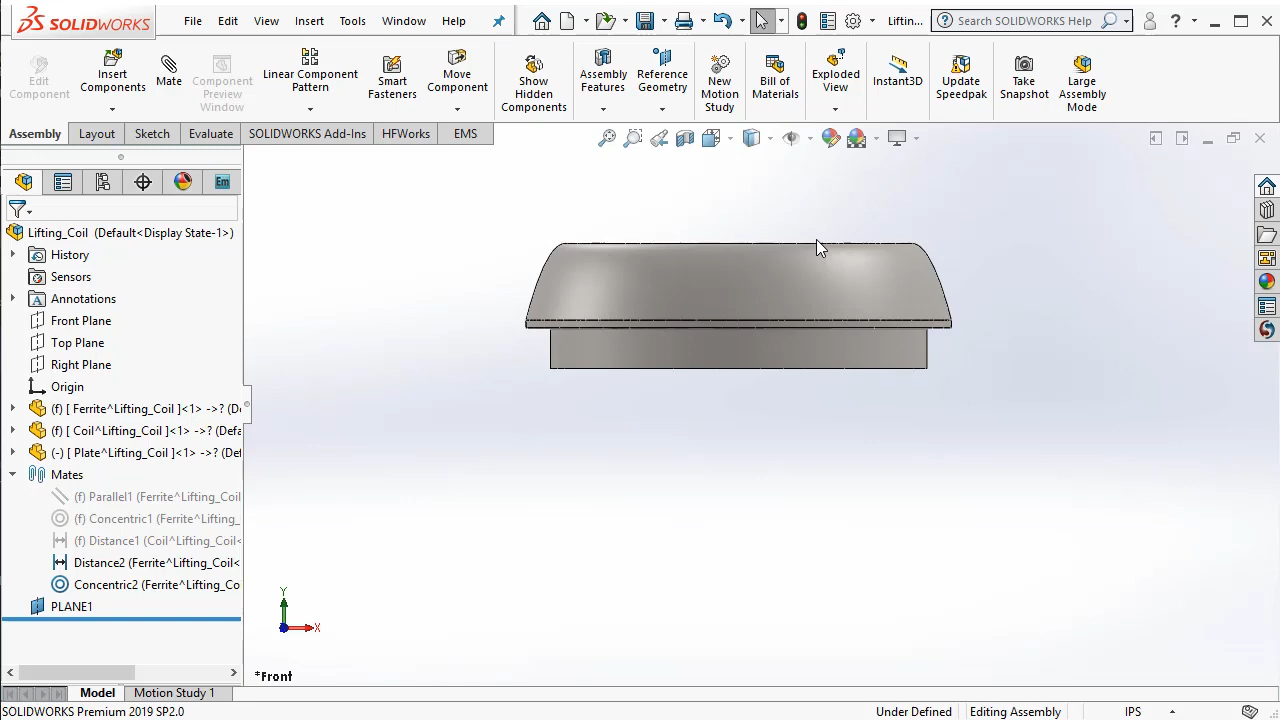 SOLIDWORKS
File Edit View Insert Tools Window Help
Liftin...
Search SOLIDWORKS Help
Edit Component
Insert Components
Mate
Component Preview Window
Linear Component Pattern
Smart Fasteners
Move Component
Show Hidden Components
Assembly Features
Reference Geometry
New Motion Study
Bill of Materials
Exploded View
Instant3D
Update Speedpak
Take Snapshot
Large Assembly Mode
Assembly Layout Sketch Evaluate SOLIDWORKS Add-Ins HFWorks EMS
Em
Lifting_Coil (Default<Display State-1>)
History
Sensors
Annotations
Front Plane
Top Plane
Right Plane
Origin
(f) [ Ferrite^Lifting_Coil ]<1> ->? (De
(f) [ Coil^Lifting_Coil ]<1> ->? (Defa
(-) [ Plate^Lifting_Coil ]<1> ->? (Def
Mates
(f) Parallel1 (Ferrite^Lifting_Coil
(f) Concentric1 (Ferrite^Lifting_
(f) Distance1 (Coil^Lifting_Coil<
Distance2 (Ferrite^Lifting_Coil<
Concentric2 (Ferrite^Lifting_Co
PLANE1
Y
X
*Front
Model Motion Study 1
SOLIDWORKS Premium 2019 SP2.0
Under Defined Editing Assembly IPS